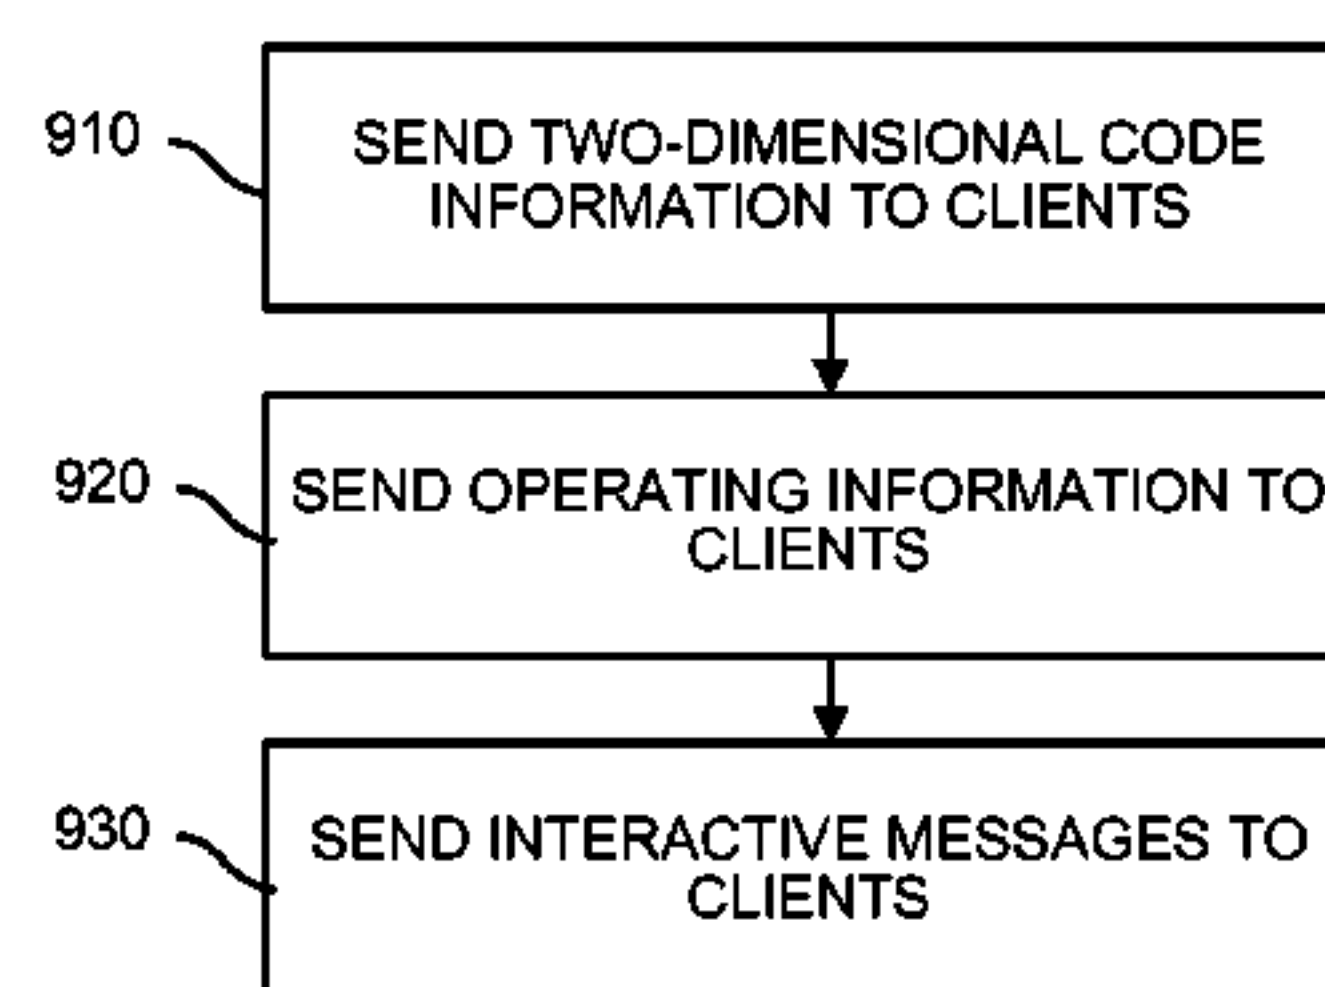 910
SEND TWO-DIMENSIONAL CODE
INFORMATION TO CLIENTS
920
SEND OPERATING INFORMATION TO
CLIENTS
930
SEND INTERACTIVE MESSAGES TO
CLIENTS